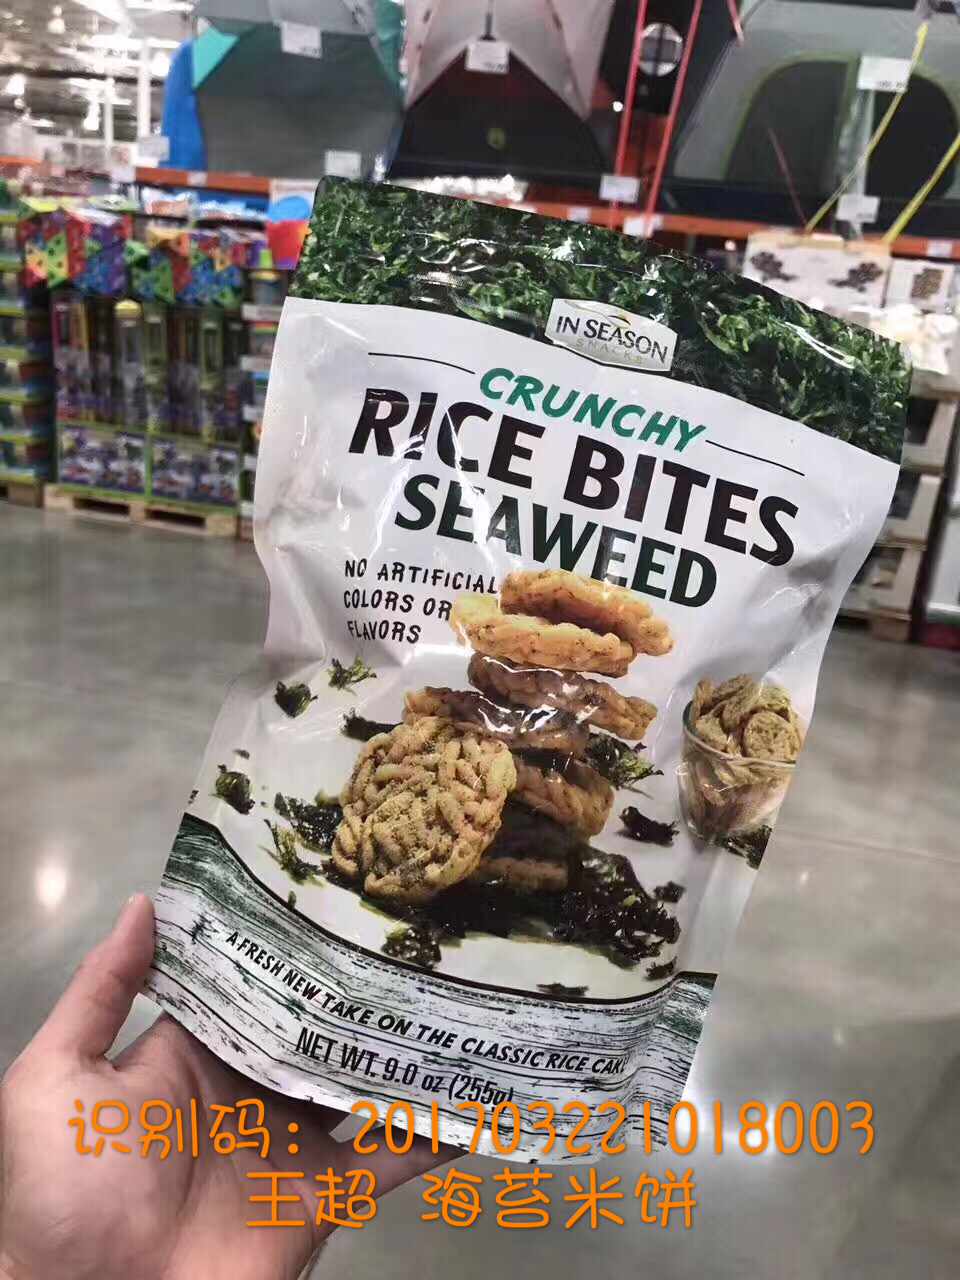 IN SEASON
SNACKS
CRUNCHY
RICE BITES
SEAWEED
NO ARTIFICIAL
COLORS OR
FLAVORS
A FRESH NEW TAKE ON THE CLASSIC RICE CAKE
NET WT. 9.0 oz (255g)
识别码：201703221018003
王超 海苔米饼